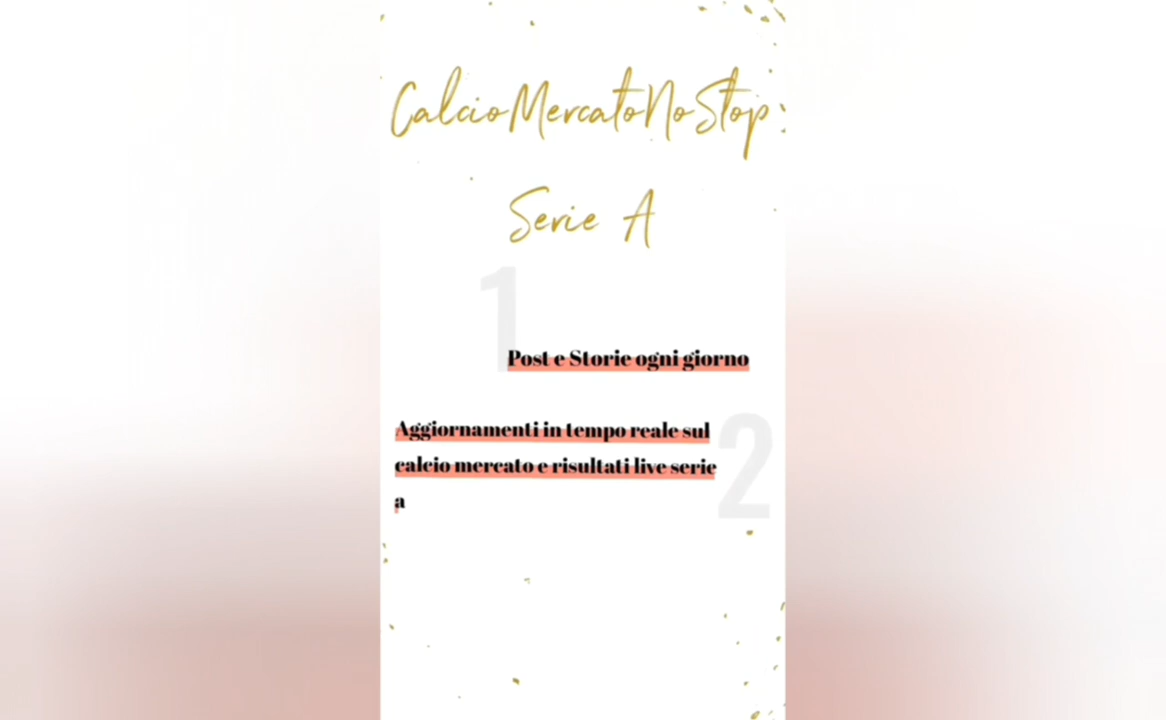 CalcioMercatoNoStop:
Serie A
1
Post e Storie ogni giorno
Aggiornamenti in tempo reale sul
calcio mercato e risultati live serie
a
2